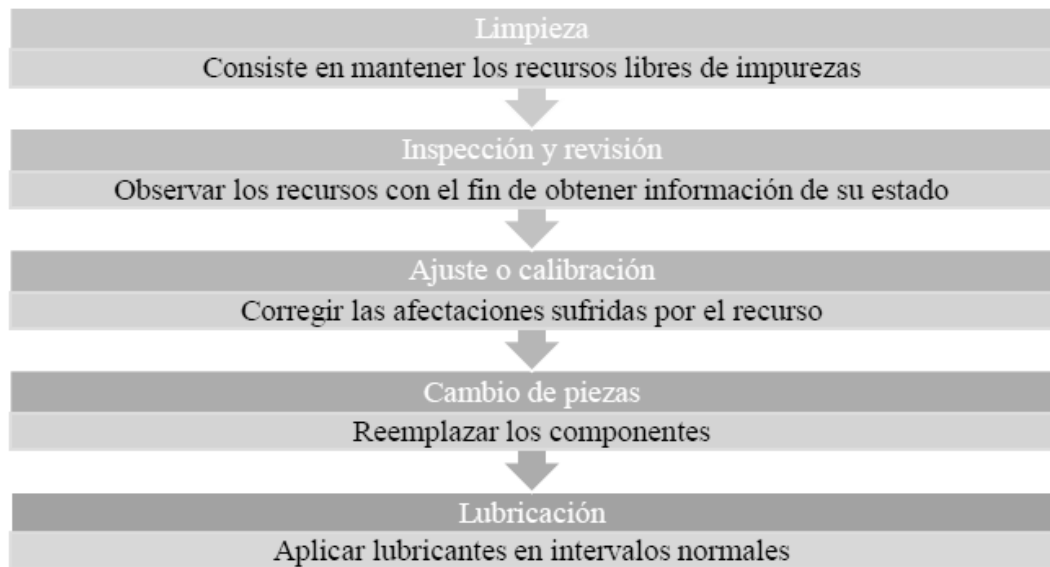 Limpieza
Consiste en mantener los recursos libres de impurezas
Inspección y revisión
Observar los recursos con el fin de obtener información de su estado
Ajuste o calibración
Corregir las afectaciones sufridas por el recurso
Cambio de piezas
Reemplazar los componentes
Lubricación
Aplicar lubricantes en intervalos normales